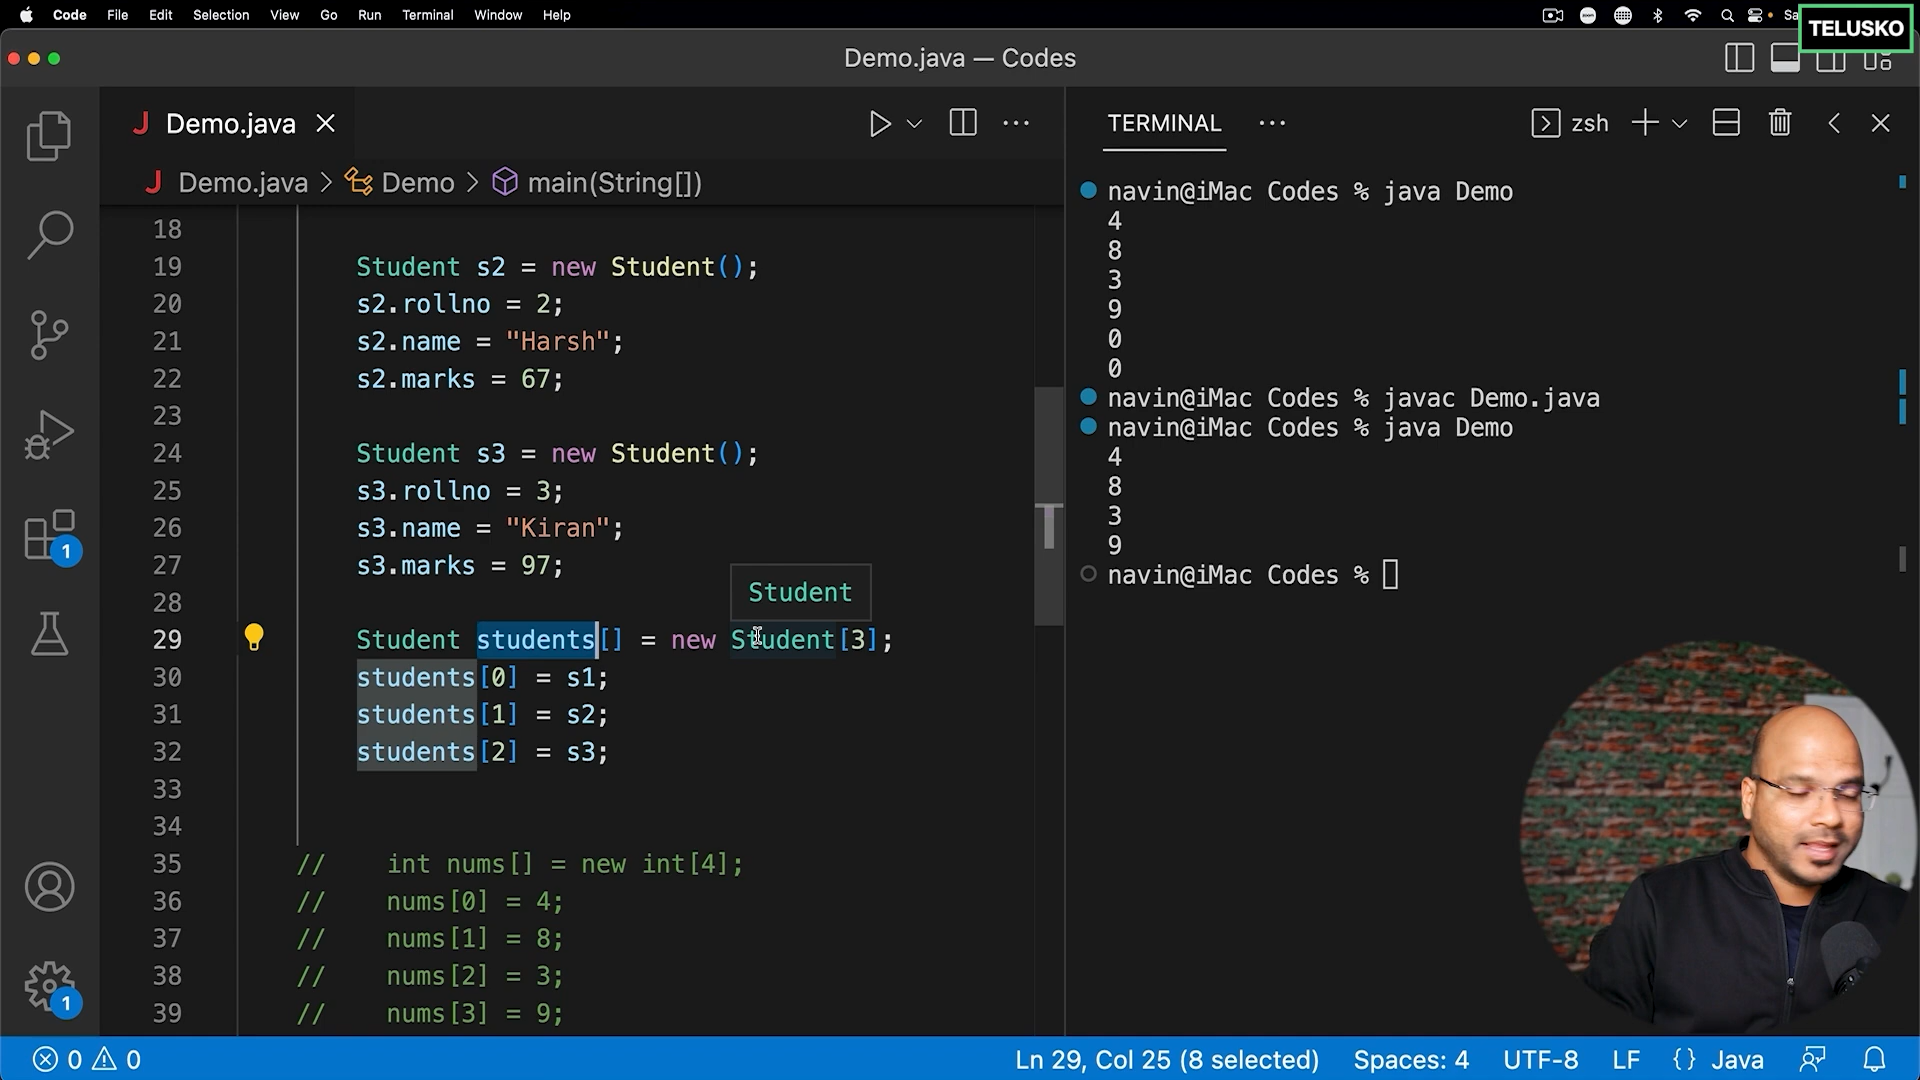 Code File Edit Selection View Go Run Terminal Window Help
zoom
Sa
TELUSKO
Demo.java — Codes
J Demo.java
J Demo.java > Demo > main(String[])
18
19 Student s2 = new Student();
20 s2.rollno = 2;
21 s2.name = "Harsh";
22 s2.marks = 67;
23
24 Student s3 = new Student();
25 s3.rollno = 3;
26 s3.name = "Kiran";
27 s3.marks = 97;
Student
28
29 Student students[] = new Student[3];
30 students[0] = s1;
31 students[1] = s2;
32 students[2] = s3;
33
34
35 // int nums[] = new int[4];
36 // nums[0] = 4;
37 // nums[1] = 8;
38 // nums[2] = 3;
39 // nums[3] = 9;
TERMINAL
zsh
navin@iMac Codes % java Demo
4
8
3
9
0
0
navin@iMac Codes % javac Demo.java
navin@iMac Codes % java Demo
4
8
3
9
navin@iMac Codes %
1
1
0 0
Ln 29, Col 25 (8 selected) Spaces: 4 UTF-8 LF {} Java